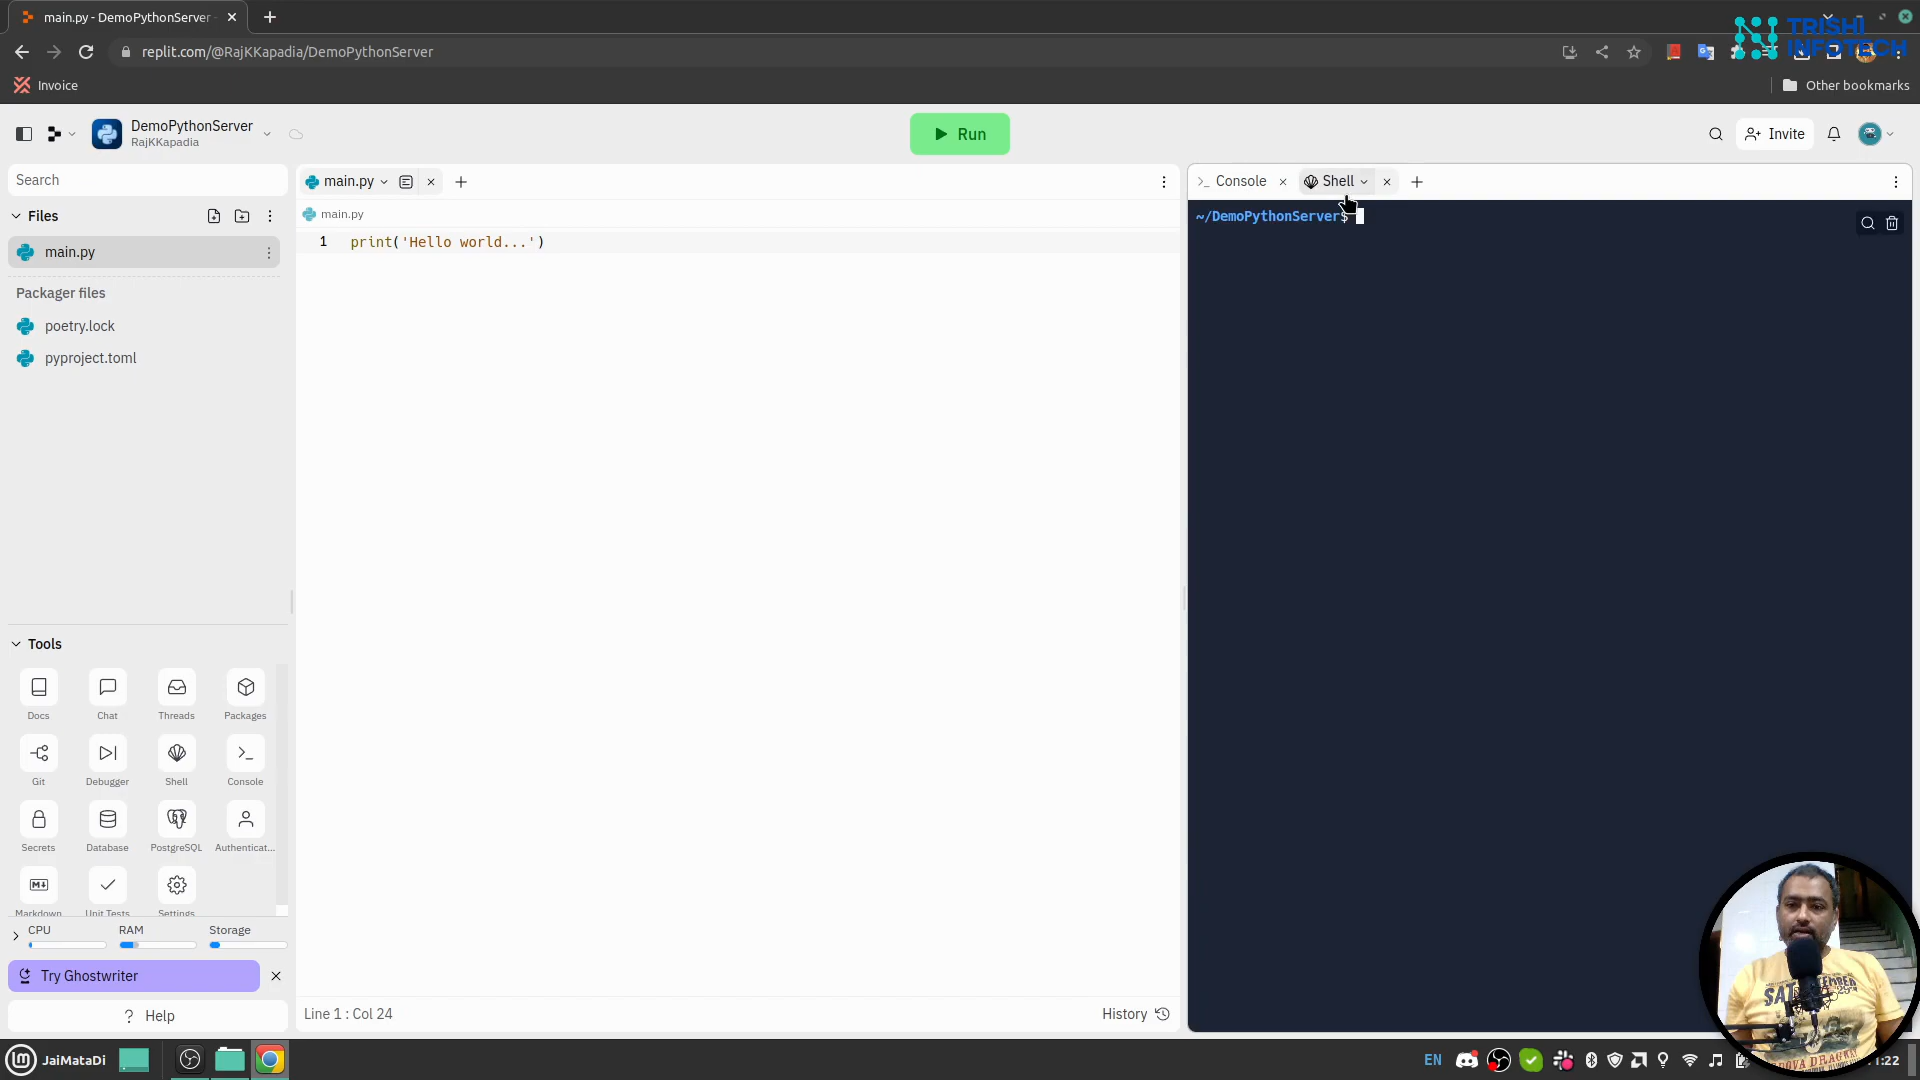 main.py - DemoPythonServer -
TRISHI
INFOTECH
replit.com/@RajKKapadia/DemoPythonServer
Invoice
Other bookmarks
DemoPythonServer
RajKKapadia
Run
Invite
Search
main.py
Console
Shell
Files
main.py
~/DemoPythonServer$
main.py
1 print('Hello world...')
Packager files
poetry.lock
pyproject.toml
Tools
Docs
Chat
Threads
Packages
Git
Debugger
Shell
Console
Secrets
Database
PostgreSQL
Authenticat...
Markdown
Unit Tests
Settings
CPU
RAM
Storage
Try Ghostwriter
? Help
Line 1 : Col 24
History
JaiMataDi
EN
:22